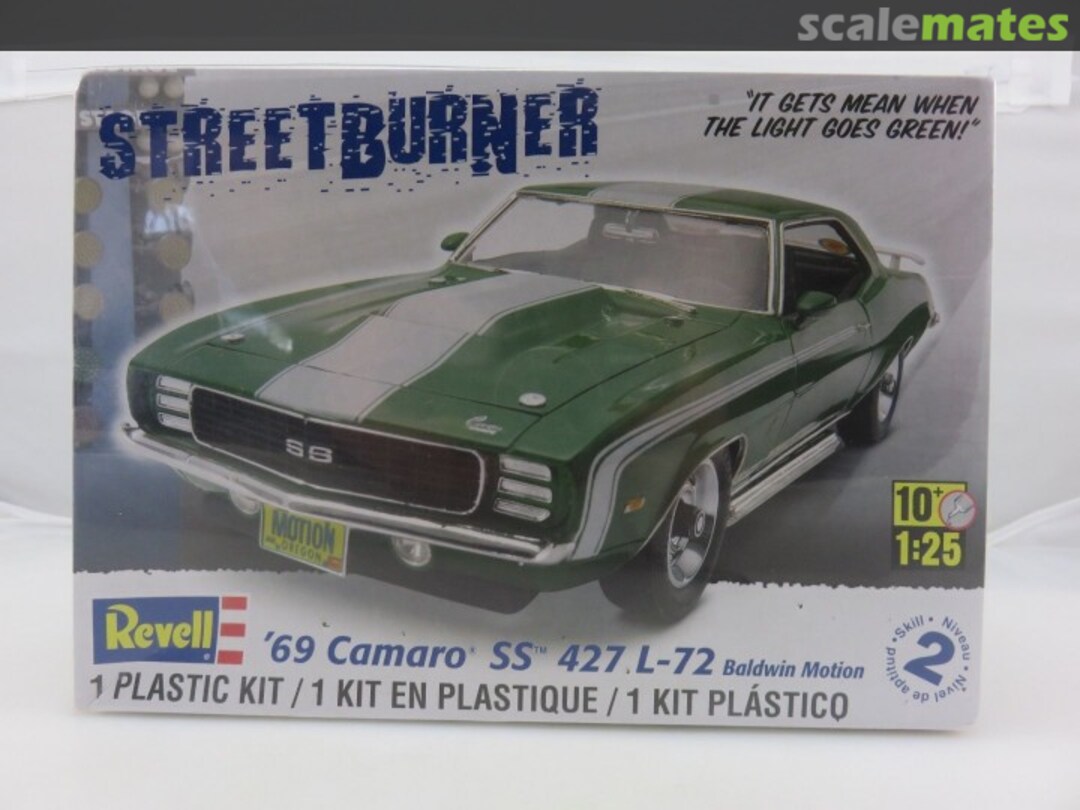 scalemates
STREETBURNER
"IT GETS MEAN WHEN
THE LIGHT GOES GREEN!"
SS
MOTION
OREGON
10+
1:25
Revell
'69 Camaro® SS™ 427 L-72 Baldwin Motion
Skill • Niveau • Nivel de aptitud •
2
1 PLASTIC KIT / 1 KIT EN PLASTIQUE / 1 KIT PLÁSTICO